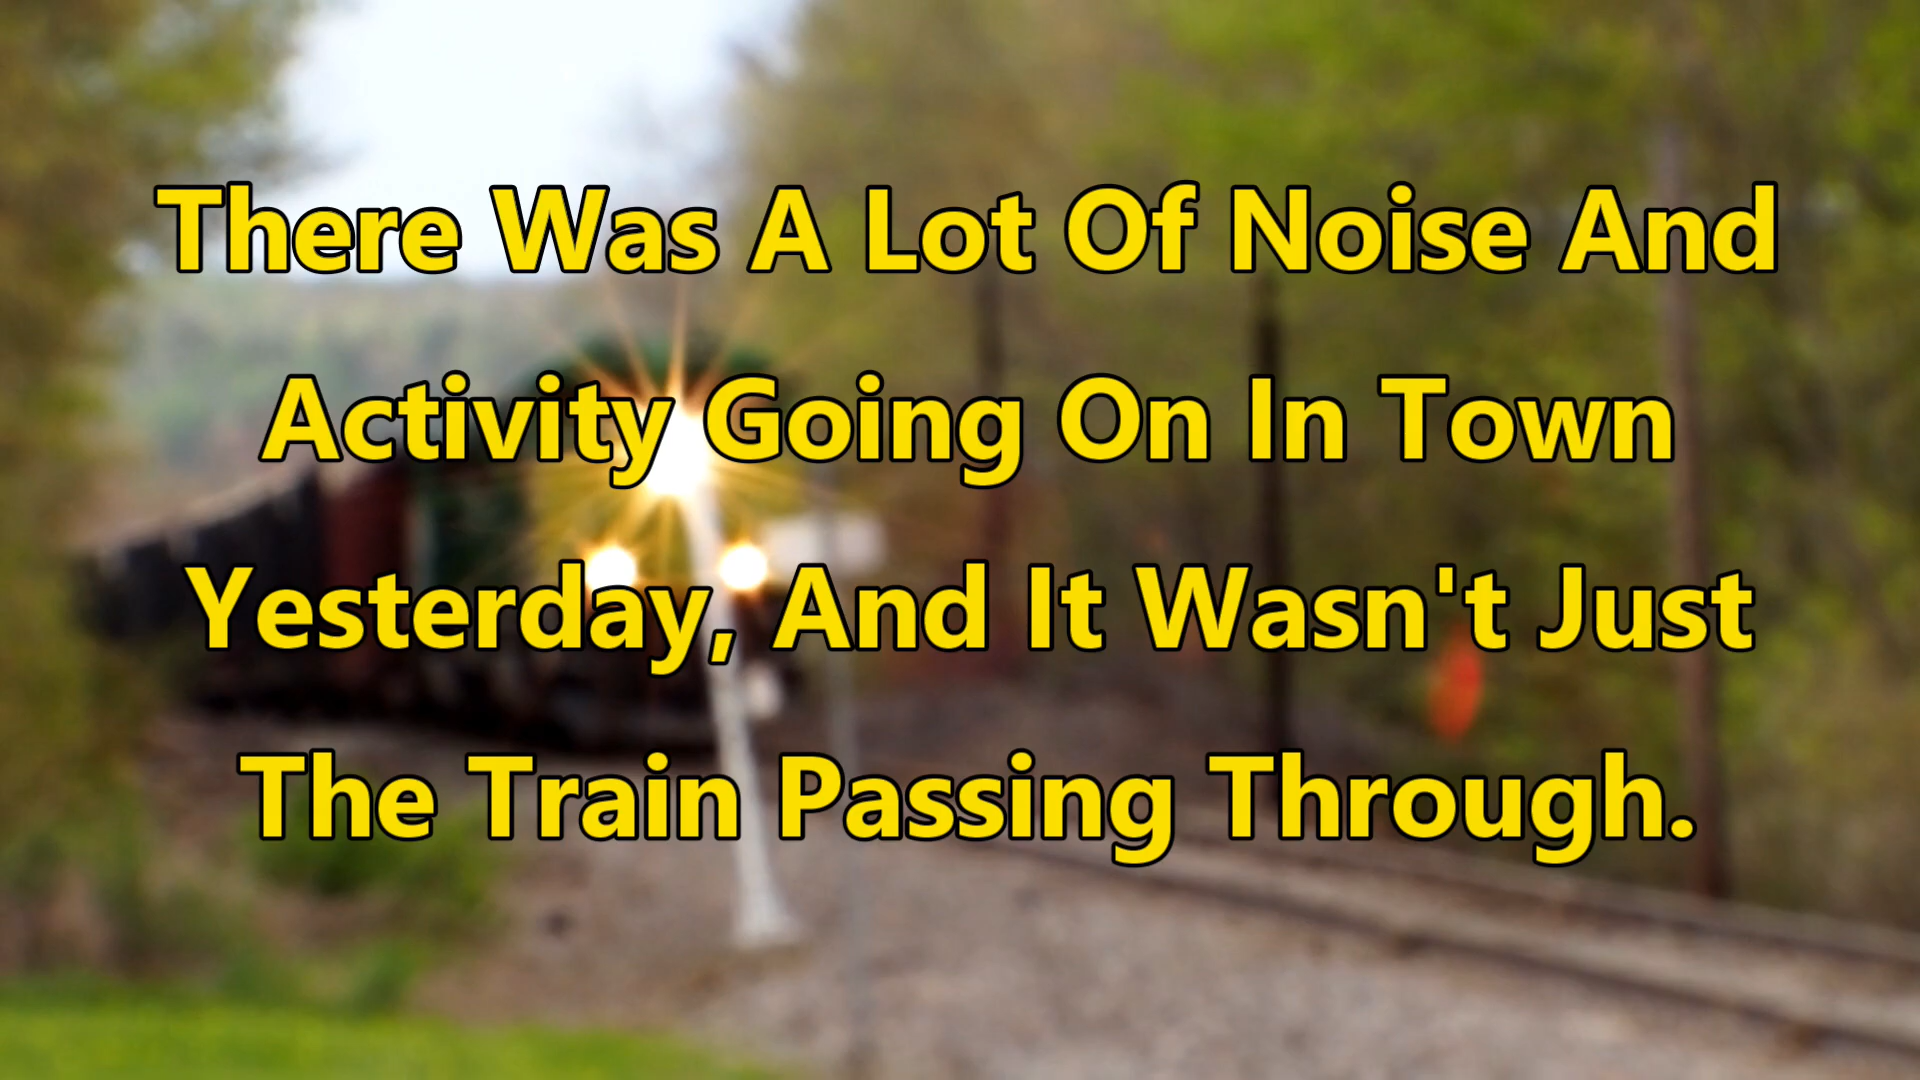 There Was A Lot Of Noise And
Activity Going On In Town
Yesterday, And It Wasn't Just
The Train Passing Through.